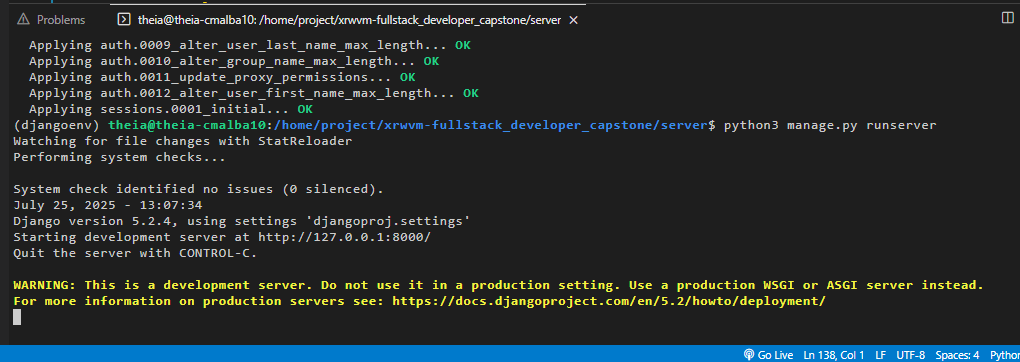 Problems
theia@theia-cmalba10: /home/project/xrwvm-fullstack_developer_capstone/server ×
Applying auth.0009_alter_user_last_name_max_length... OK
Applying auth.0010_alter_group_name_max_length... OK
Applying auth.0011_update_proxy_permissions... OK
Applying auth.0012_alter_user_first_name_max_length... OK
Applying sessions.0001_initial... OK
(djangoenv) theia@theia-cmalba10:/home/project/xrwvm-fullstack_developer_capstone/server$ python3 manage.py runserver
Watching for file changes with StatReloader
Performing system checks...
System check identified no issues (0 silenced).
July 25, 2025 - 13:07:34
Django version 5.2.4, using settings 'djangoproj.settings'
Starting development server at http://127.0.0.1:8000/
Quit the server with CONTROL-C.
WARNING: This is a development server. Do not use it in a production setting. Use a production WSGI or ASGI server instead.
For more information on production servers see: https://docs.djangoproject.com/en/5.2/howto/deployment/
Go Live Ln 138, Col 1 LF UTF-8 Spaces: 4 Python